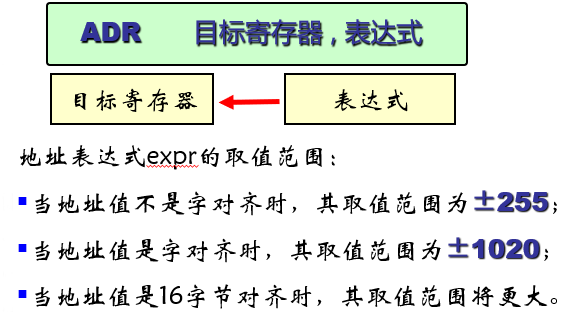 ADR 目标寄存器，表达式
目标寄存器 表达式
地址表达式expr的取值范围：
当地址值不是字对齐时，其取值范围为±255；
当地址值是字对齐时，其取值范围为±1020；
当地址值是16字节对齐时，其取值范围将更大。